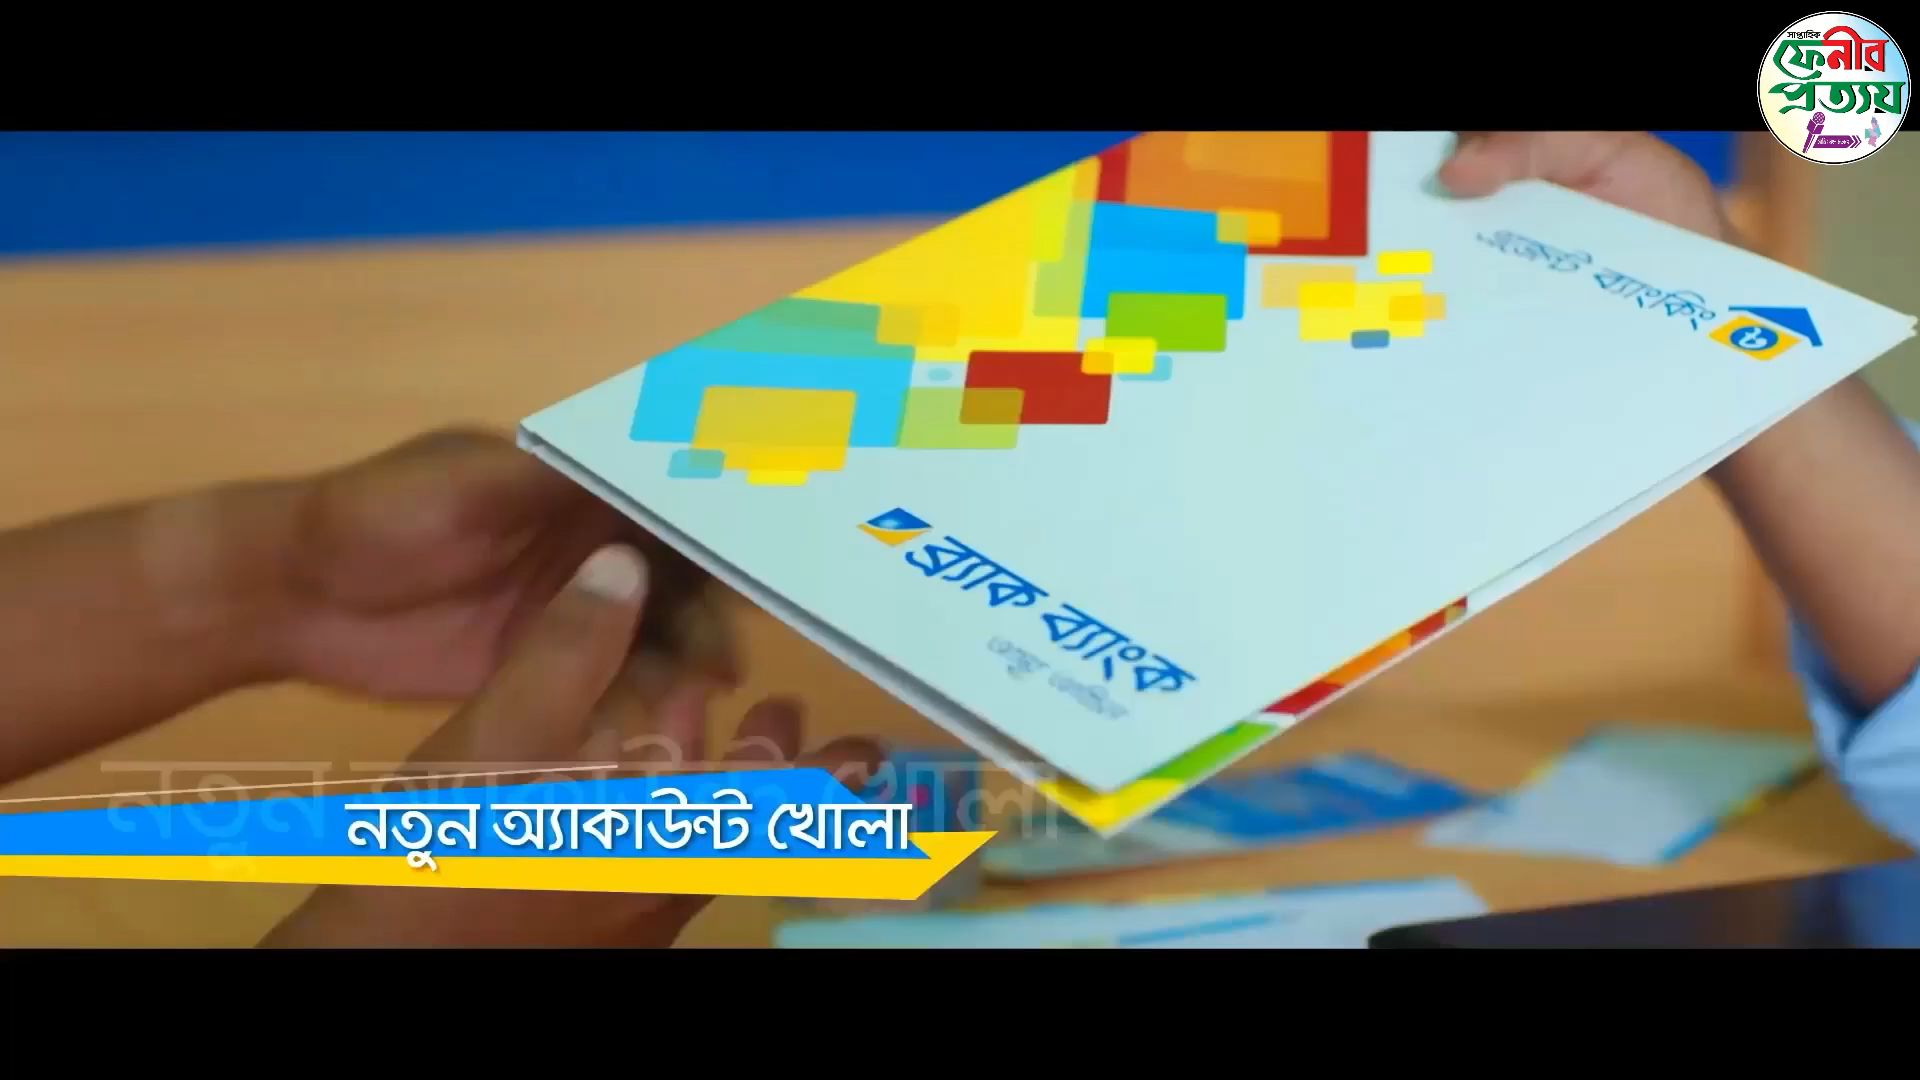 সাপ্তাহিক
ফেনীর
প্রত্যয়
এজেন্ট ব্যাংকিং
ব্র্যাক ব্যাংক
নতুন অ্যাকাউন্ট খোলা